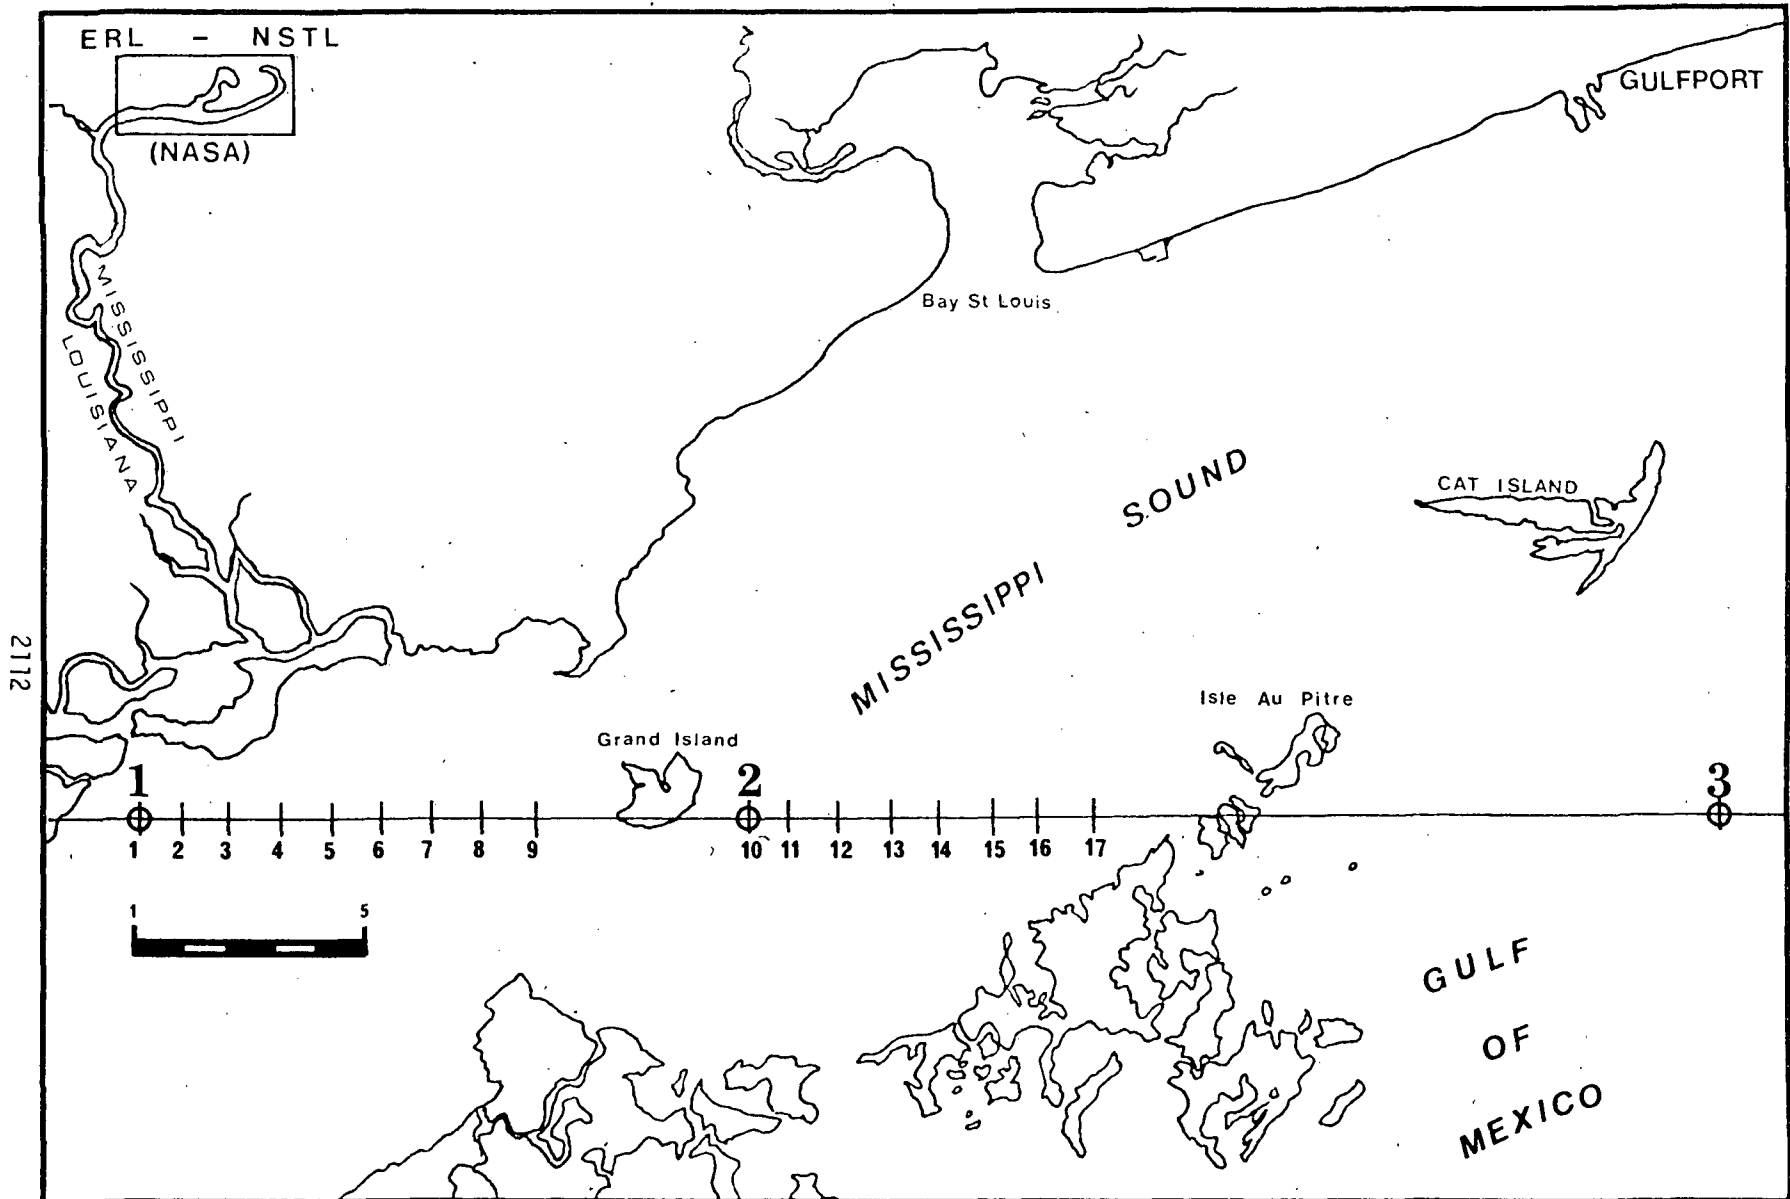 ERL - NSTL
(NASA)
GULFPORT
MISSISSIPPI
LOUISIANA
Bay St Louis
CAT ISLAND
MISSISSIPPI SOUND
Isle Au Pitre
Grand Island
1 2 3
1 2 3 4 5 6 7 8 9 10 11 12 13 14 15 16 17
1 5
GULF
OF
MEXICO
2112